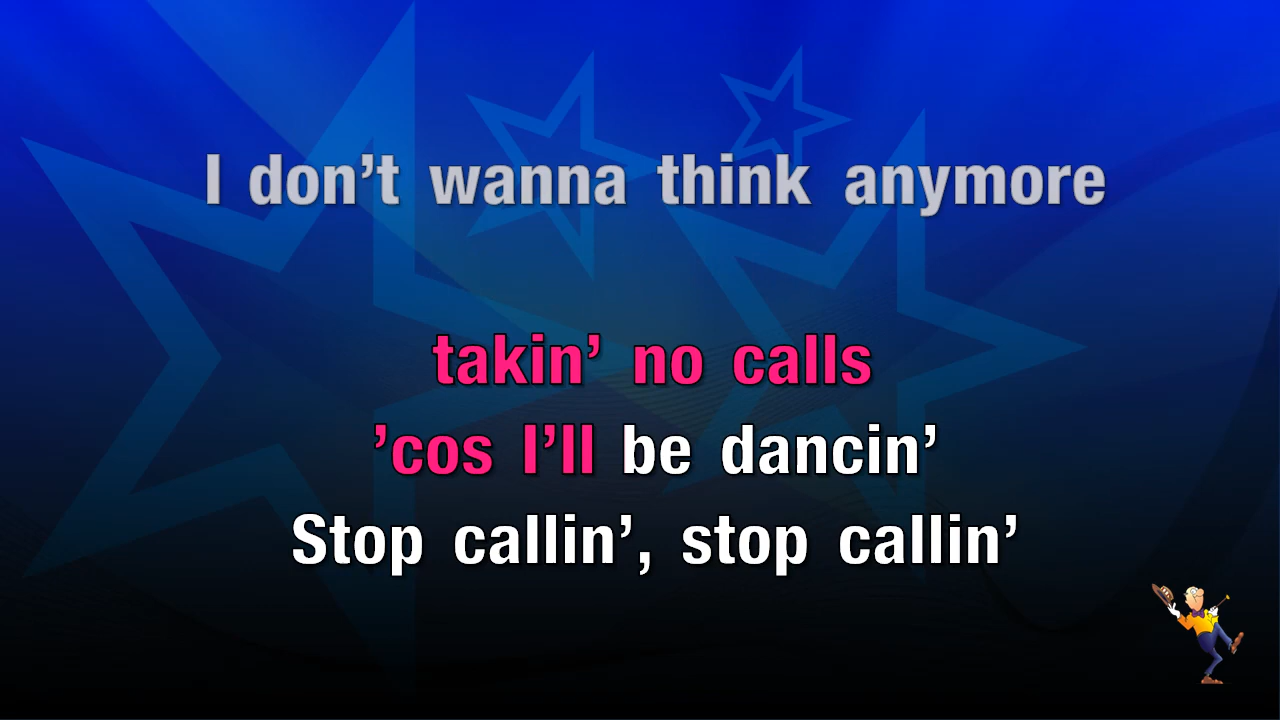 I don’t wanna think anymore
takin’ no calls
’cos I’ll be dancin’
Stop callin’, stop callin’